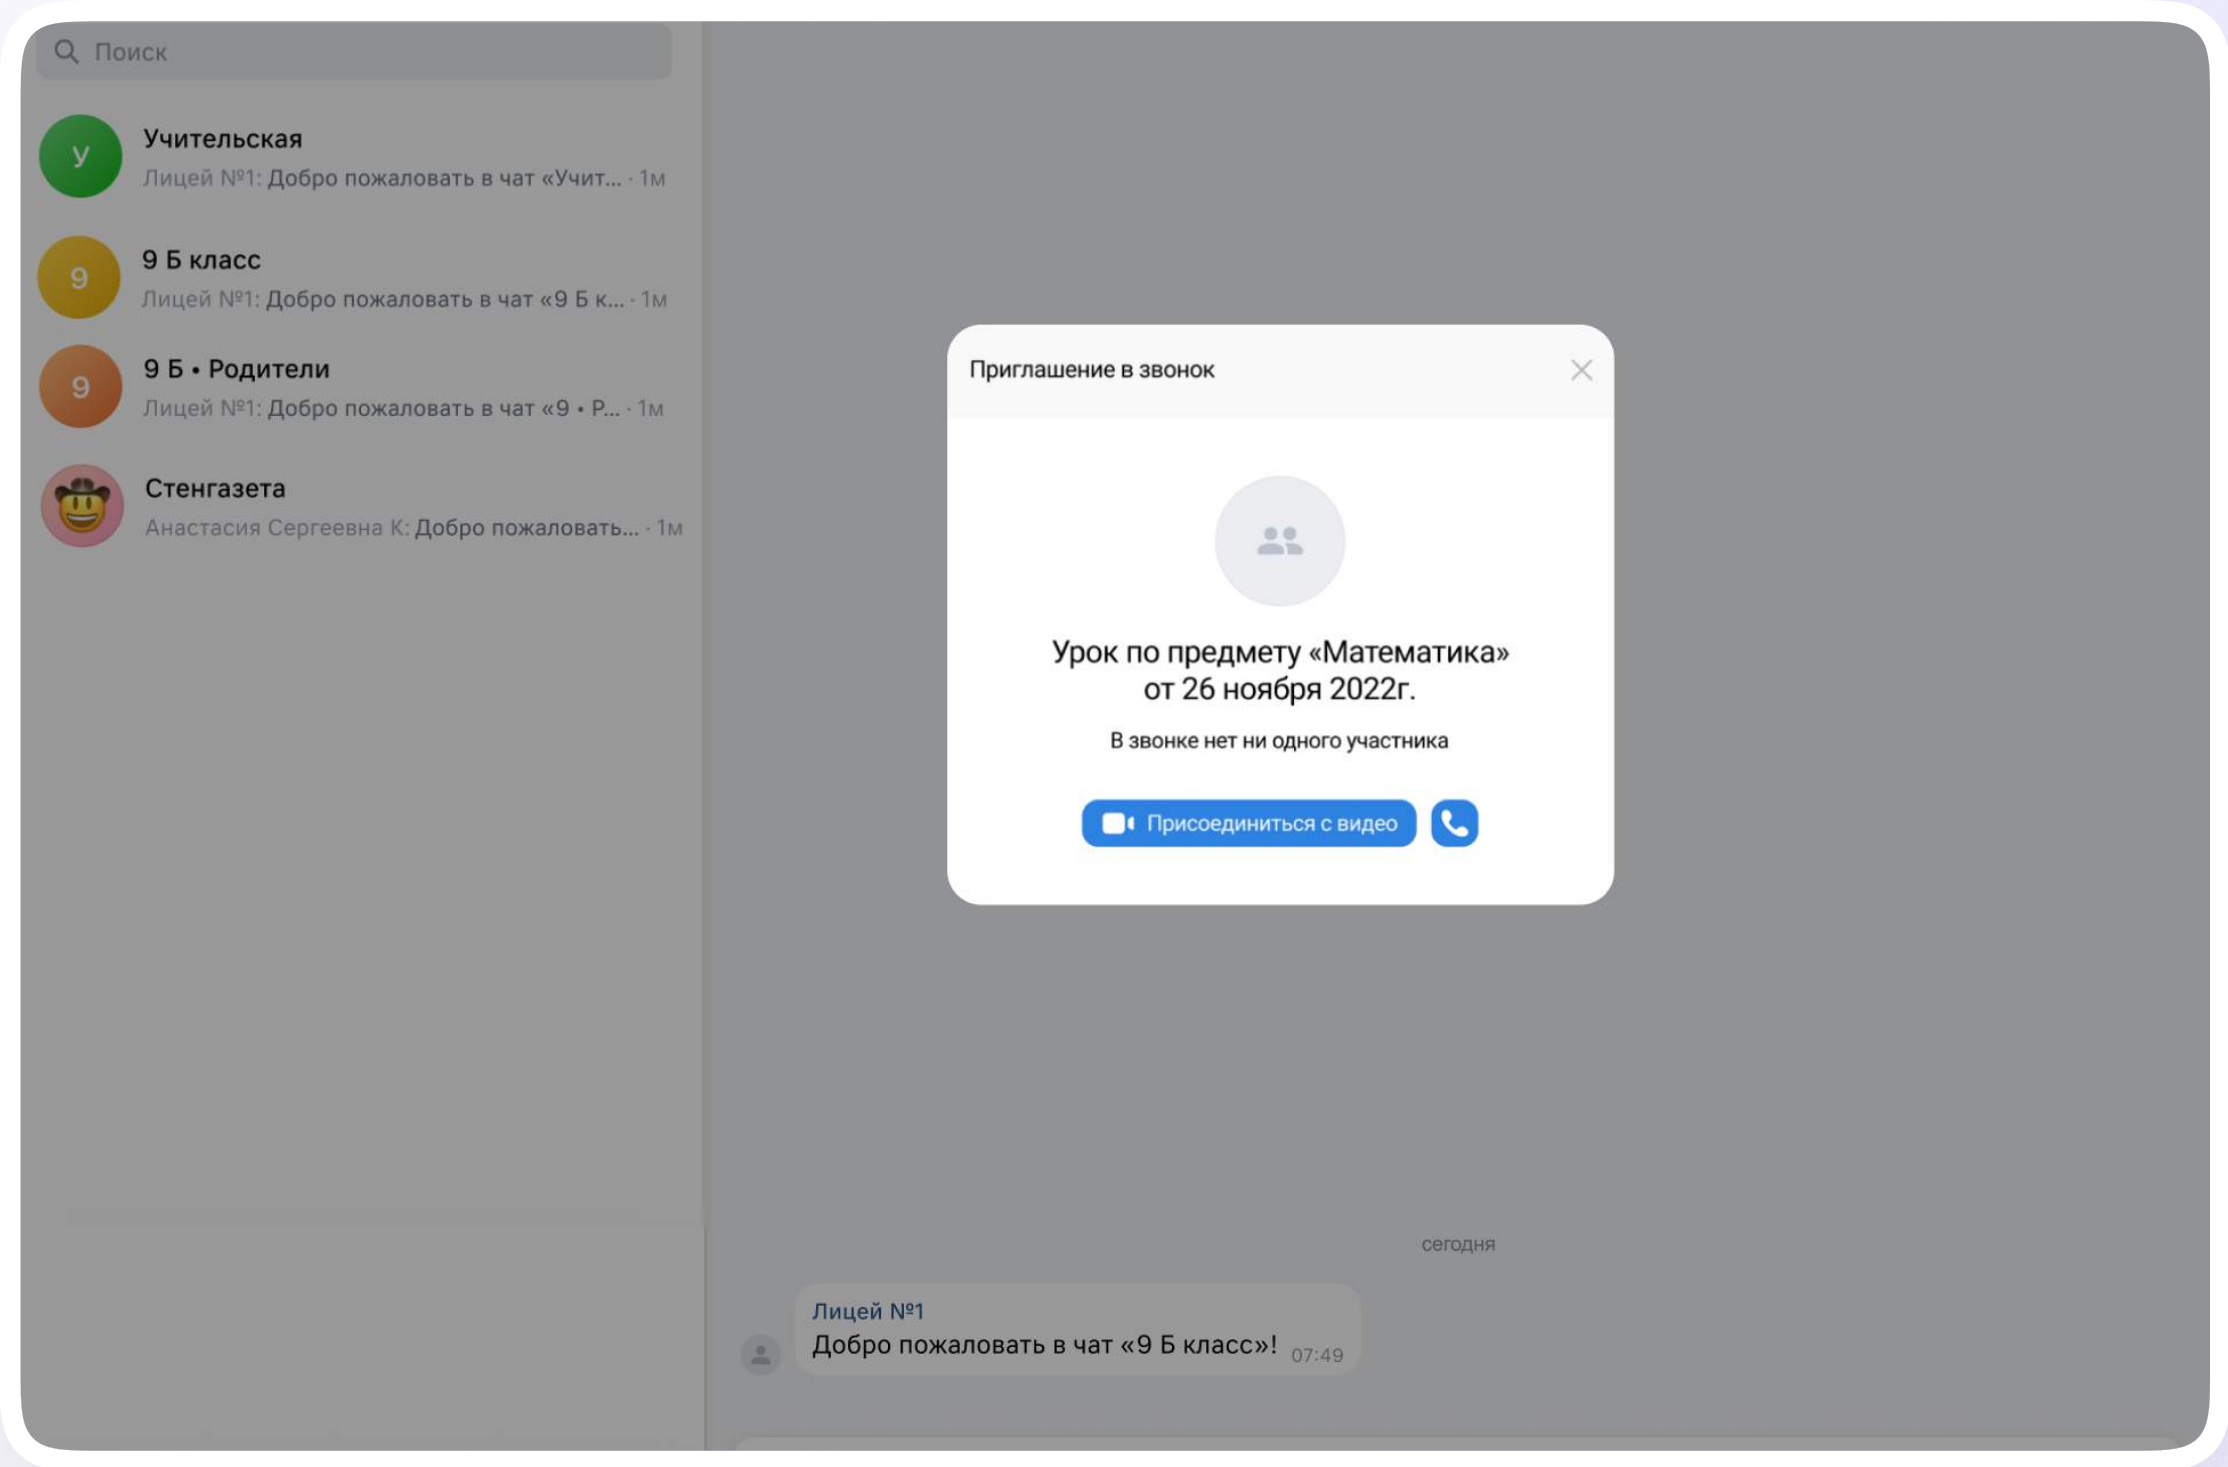 Поиск
У
Учительская
Лицей №1: Добро пожаловать в чат «Учит... · 1м
9
9 Б класс
Лицей №1: Добро пожаловать в чат «9 Б к... · 1м
9
9 Б • Родители
Лицей №1: Добро пожаловать в чат «9 • Р... · 1м
Стенгазета
Анастасия Сергеевна К: Добро пожаловать... · 1м
Приглашение в звонок
Урок по предмету «Математика»
от 26 ноября 2022г.
В звонке нет ни одного участника
Присоединиться с видео
сегодня
Лицей №1
Добро пожаловать в чат «9 Б класс»! 07:49